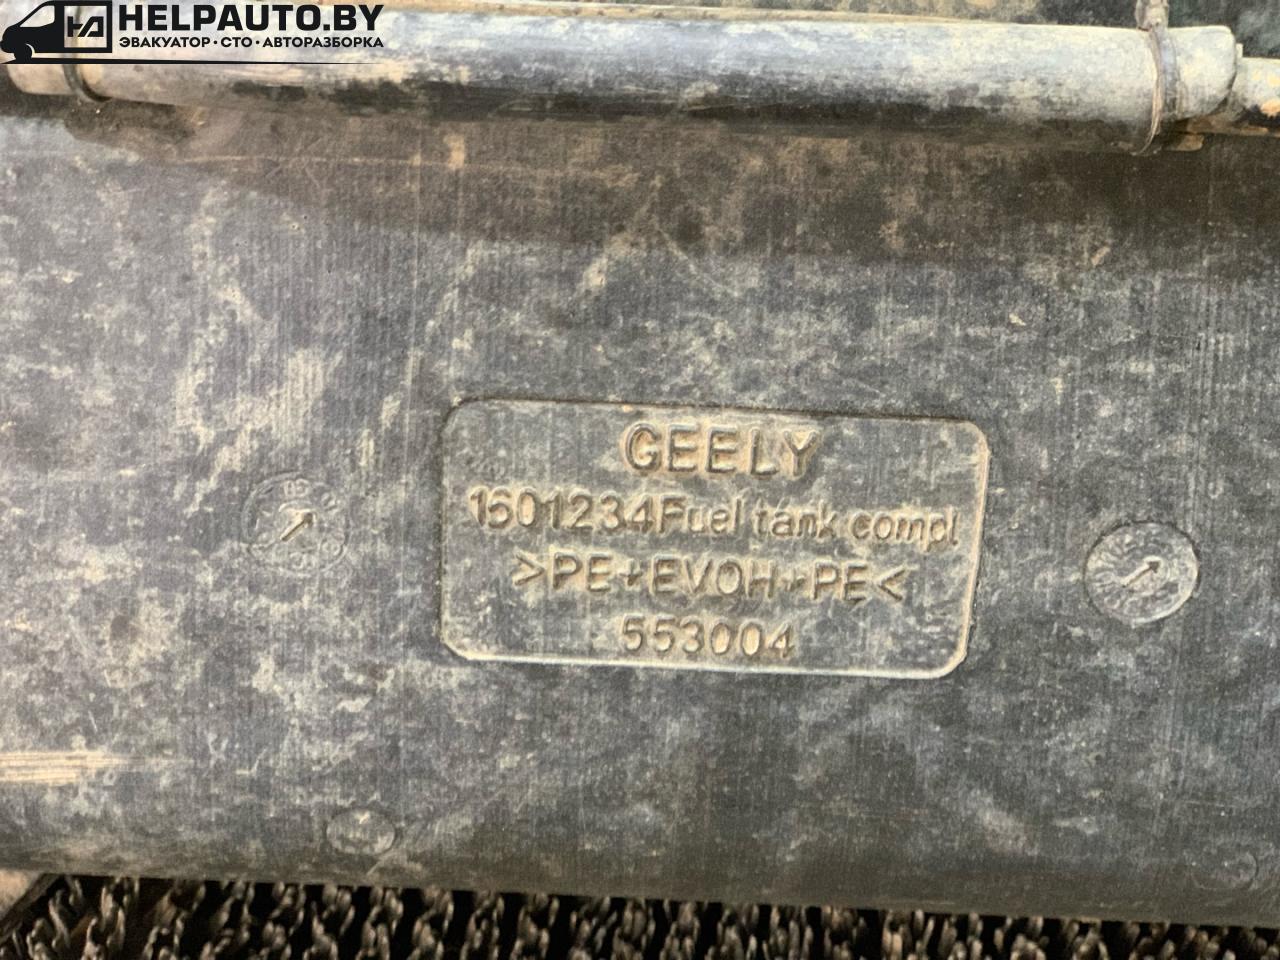 HELPAUTO.BY
ЭВАКУАТОР·СТО·АВТОРАЗБОРКА
GEELY
1601234Fuel tank compl
>PE+EVOH+PE<
553004